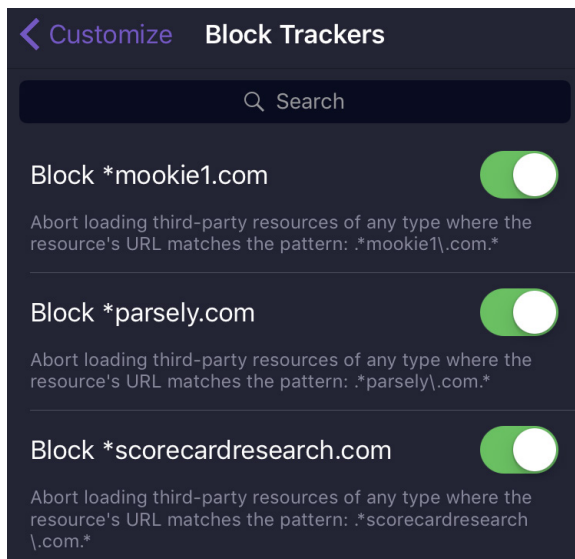 Customize Block Trackers
Search
Block *mookie1.com
Abort loading third-party resources of any type where the
resource's URL matches the pattern: .*mookie1\.com.*
Block *parsely.com
Abort loading third-party resources of any type where the
resource's URL matches the pattern: .*parsely\.com.*
Block *scorecardresearch.com
Abort loading third-party resources of any type where the
resource's URL matches the pattern: .*scorecardresearch
\.com.*